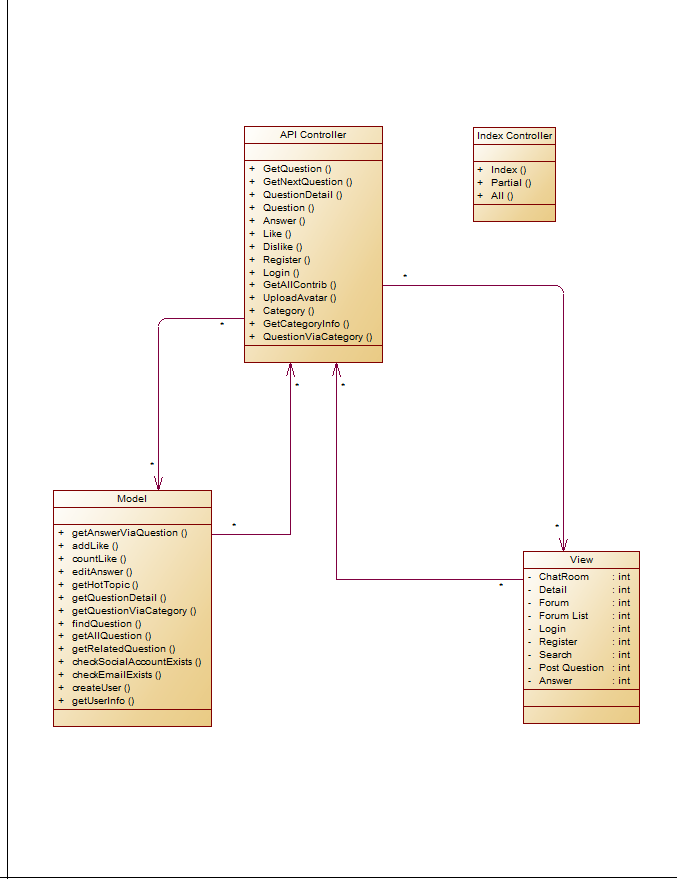 API Controller
+ GetQuestion ()
+ GetNextQuestion ()
+ QuestionDetail ()
+ Question ()
+ Answer ()
+ Like ()
+ Dislike ()
+ Register ()
+ Login ()
+ GetAllContrib ()
+ UploadAvatar ()
+ Category ()
+ GetCategoryInfo ()
+ QuestionViaCategory ()
Index Controller
+ Index ()
+ Partial ()
+ All ()
*
*
*
*
*
*
*
*
Model
+ getAnswerViaQuestion ()
+ addLike ()
+ countLike ()
+ editAnswer ()
+ getHotTopic ()
+ getQuestionDetail ()
+ getQuestionViaCategory ()
+ findQuestion ()
+ getAllQuestion ()
+ getRelatedQuestion ()
+ checkSocialAccountExists ()
+ checkEmailExists ()
+ createUser ()
+ getUserInfo ()
View
- ChatRoom : int
- Detail : int
- Forum : int
- Forum List : int
- Login : int
- Register : int
- Search : int
- Post Question : int
- Answer : int